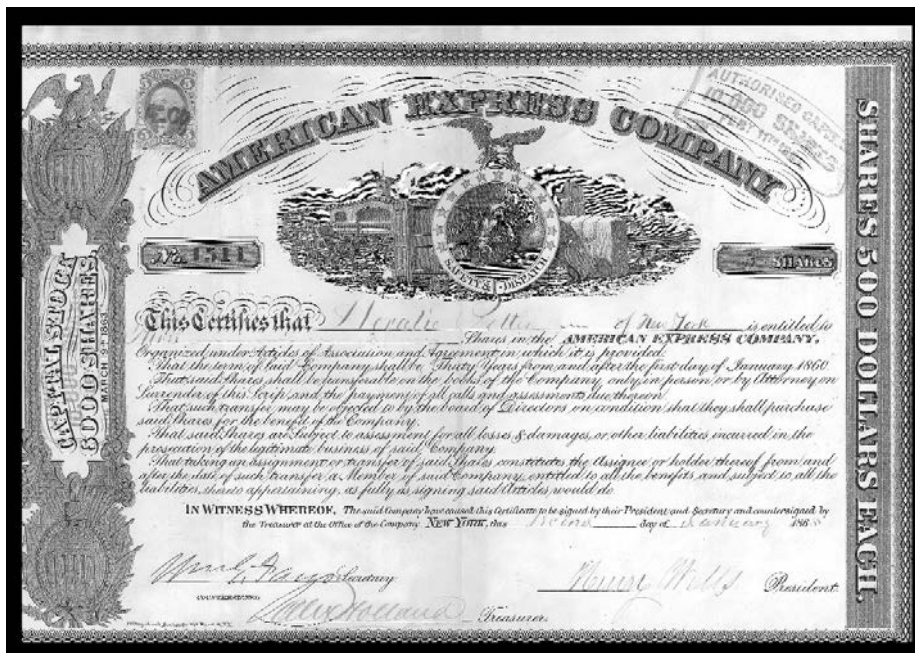 AMERICAN EXPRESS COMPANY
AUTHORISED CAPITAL
10,000 SHARES
No. 1511
SHARES
SAFETY & DISPATCH
CAPITAL STOCK
6000 SHARES
MARCH 1ST 1863
SHARES 500 DOLLARS EACH
This Certifies that Horatio of New York is entitled to
Shares in the AMERICAN EXPRESS COMPANY,
Organized under Articles of Association and Agreement in which it is provided:
That the term of said Company shall be Thirty Years from and after the first day of January 1860
That said Shares shall be transferable on the books of the Company, only in person or by Attorney on
Surrender of this Scrip, and the payment of all calls and assessments due thereon
That such transfer may be objected to by the board of Directors on condition that they shall purchase
said Shares for the benefit of the Company.
That said Shares are Subject to assessment for all losses & damages, or other liabilities incurred in the
prosecution of the legitimate business of said Company
That taking an assignment or transfer of said Shares constitutes the Assignee or holder thereof from and
after the date of such transfer a Member of said Company entitled to all the benefits, and subject to all the
liabilities, thereto appertaining, as fully as signing said Articles would do
IN WITNESS WHEREOF, The said Company have caused this Certificate to be signed by their President and Secretary and countersigned by
the Treasurer at the Office of the Company NEW YORK, this Second day of January 186
Wm G Fargo Secretary
Henry Wells President
COUNTERSIGNED
Holland Treasurer